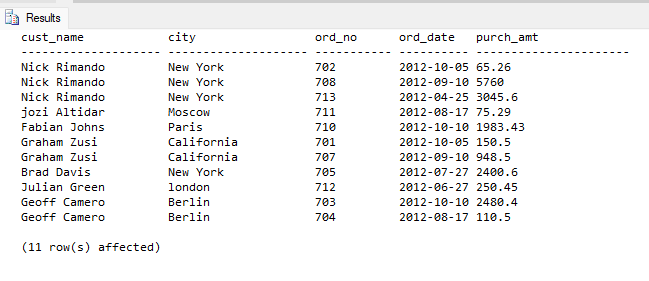 Results
cust_name city ord_no ord_date purch_amt
-------------------- -------------------- ----------- ---------- ----------------------
Nick Rimando New York 702 2012-10-05 65.26
Nick Rimando New York 708 2012-09-10 5760
Nick Rimando New York 713 2012-04-25 3045.6
jozi Altidar Moscow 711 2012-08-17 75.29
Fabian Johns Paris 710 2012-10-10 1983.43
Graham Zusi California 701 2012-10-05 150.5
Graham Zusi California 707 2012-09-10 948.5
Brad Davis New York 705 2012-07-27 2400.6
Julian Green london 712 2012-06-27 250.45
Geoff Camero Berlin 703 2012-10-10 2480.4
Geoff Camero Berlin 704 2012-08-17 110.5
(11 row(s) affected)